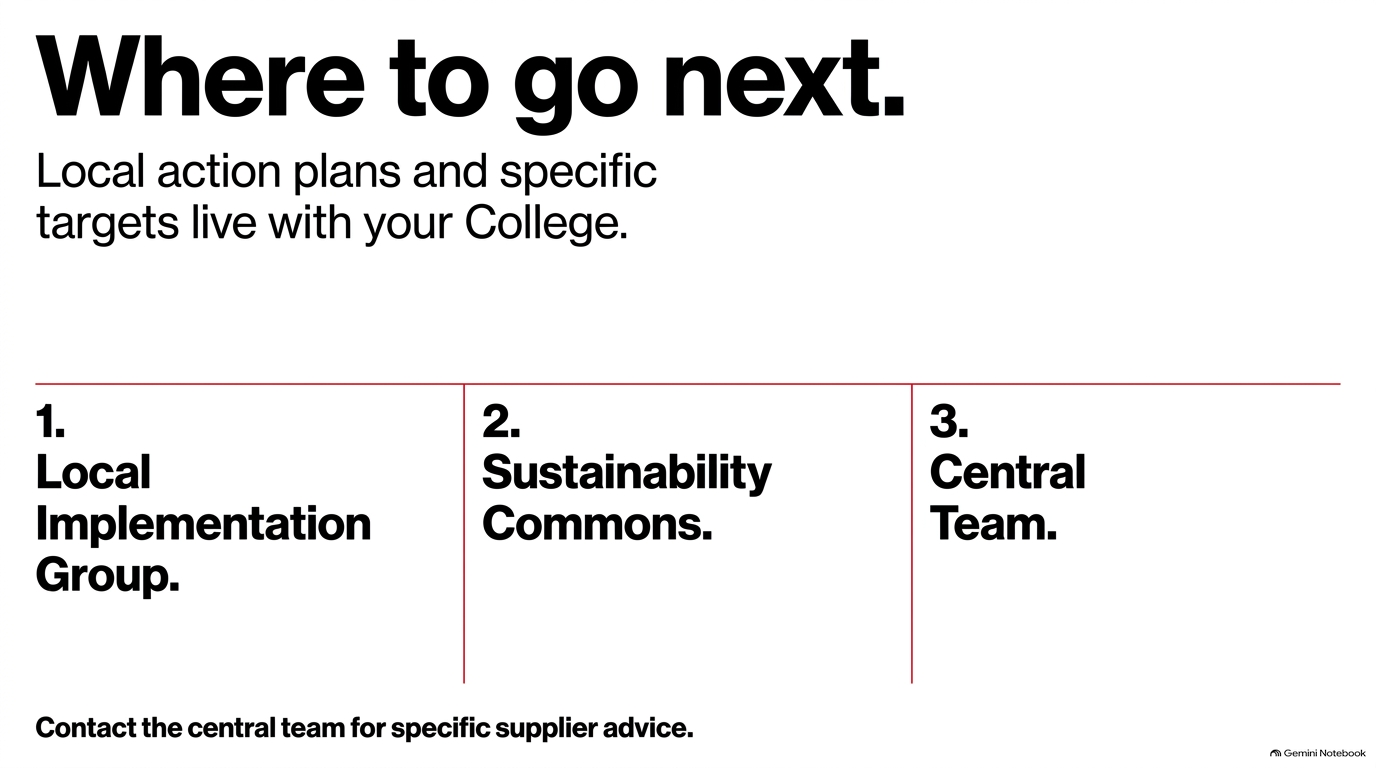 Where to go next.
Local action plans and specific
targets live with your College.
1.
Local
Implementation
Group.
2.
Sustainability
Commons.
3.
Central
Team.
Contact the central team for specific supplier advice.
Gemini Notebook